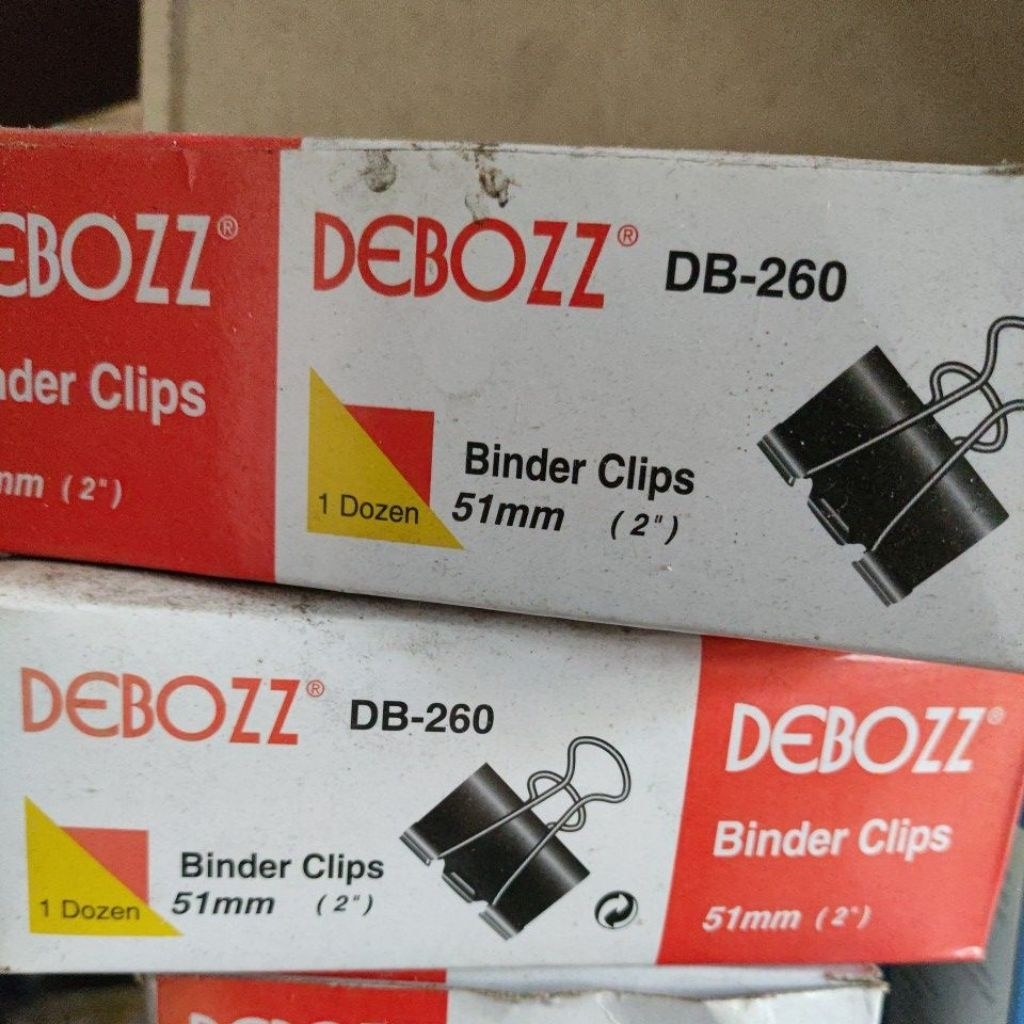 EBOZZ®
nder Clips
mm (2")
DEBOZZ® DB-260
1 Dozen
Binder Clips
51mm (2")
DEBOZZ® DB-260
1 Dozen
Binder Clips
51mm (2")
DEBOZZ®
Binder Clips
51mm (2")
DEBOZZ